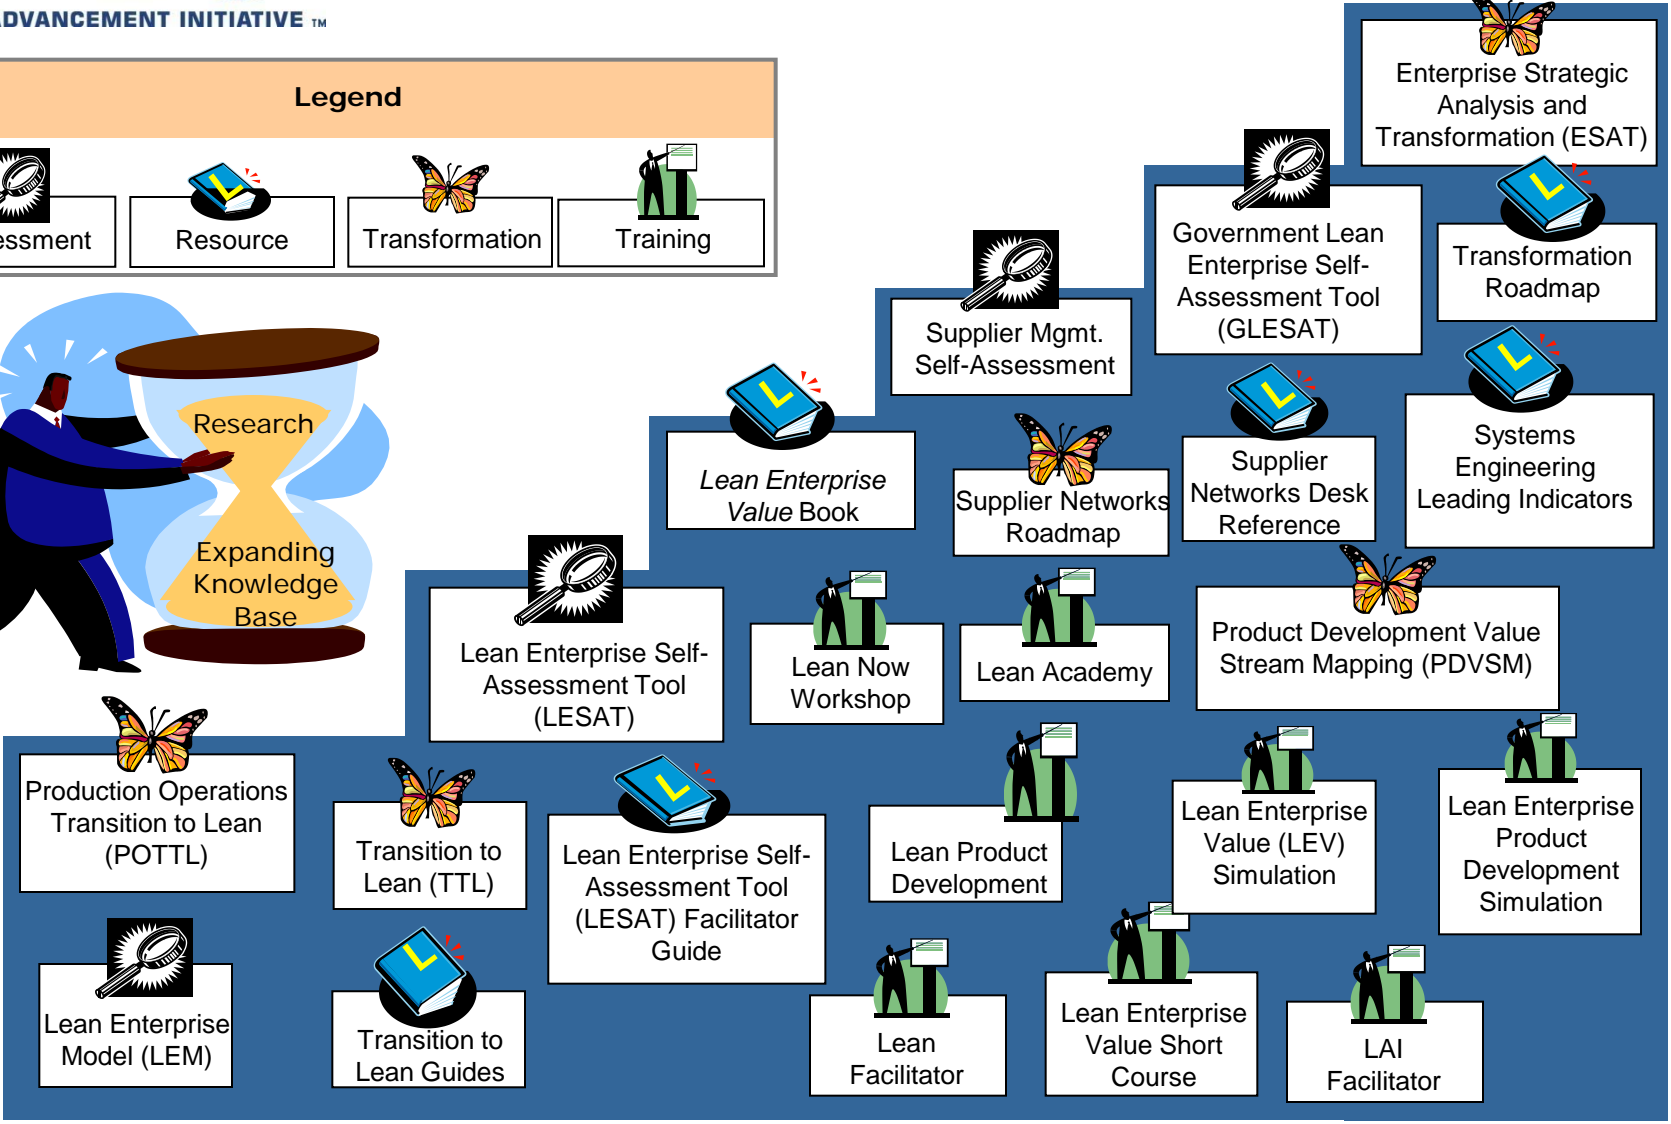 ADVANCEMENT INITIATIVE ™
Legend
essment
Resource
Transformation
Training
Research
Expanding
Knowledge
Base
Enterprise Strategic
Analysis and
Transformation (ESAT)
L
Transformation
Roadmap
Government Lean
Enterprise Self-
Assessment Tool
(GLESAT)
Supplier Mgmt.
Self-Assessment
L
Systems
Engineering
Leading Indicators
L
Supplier
Networks Desk
Reference
Supplier Networks
Roadmap
L
Lean Enterprise
Value Book
Lean Enterprise Self-
Assessment Tool
(LESAT)
Lean Now
Workshop
Lean Academy
Product Development Value
Stream Mapping (PDVSM)
Production Operations
Transition to Lean
(POTTL)
Transition to
Lean (TTL)
L
Lean Enterprise Self-
Assessment Tool
(LESAT) Facilitator
Guide
Lean Product
Development
Lean Enterprise
Value (LEV)
Simulation
Lean Enterprise
Product
Development
Simulation
Lean Enterprise
Model (LEM)
L
Transition to
Lean Guides
Lean
Facilitator
Lean Enterprise
Value Short
Course
LAI
Facilitator
L